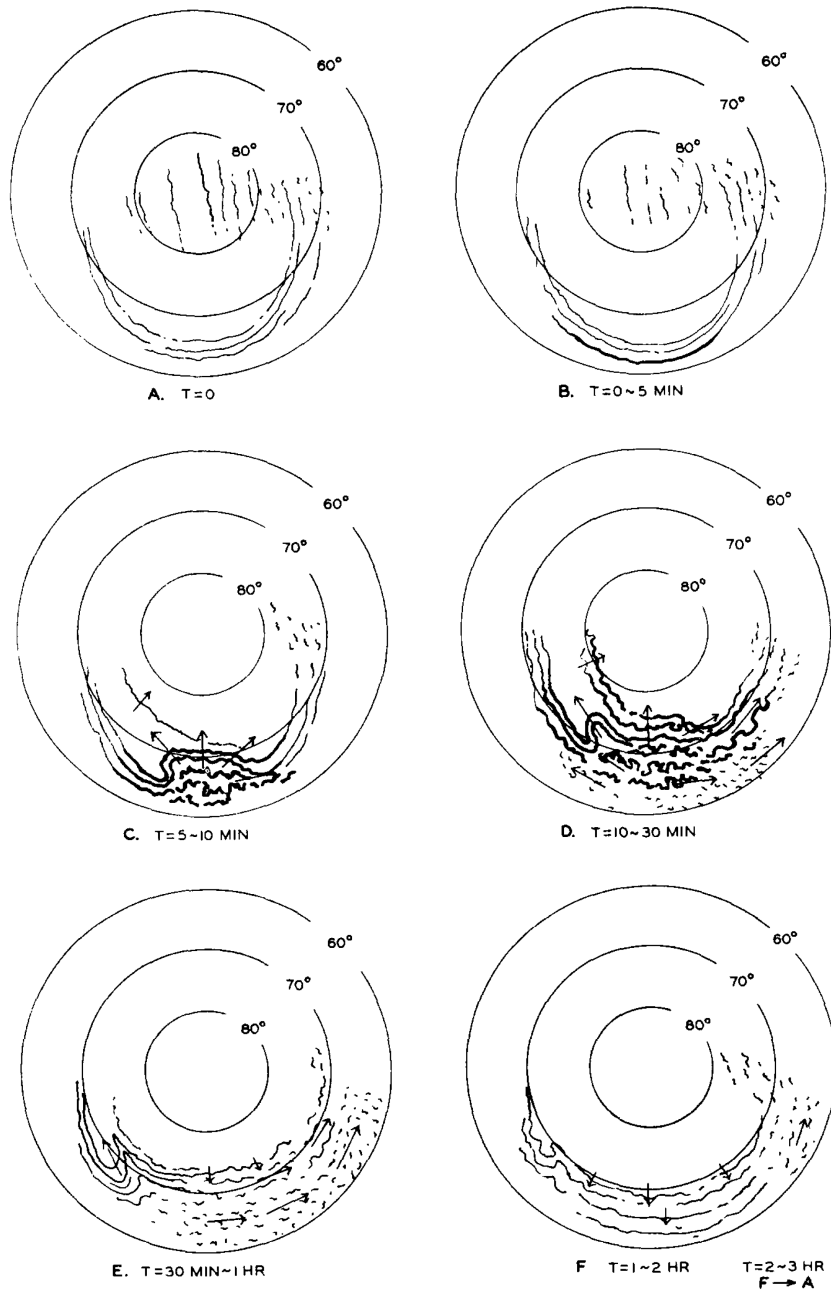 60°
70°
80°
A. T=0
60°
70°
80°
B. T=0~5 MIN
60°
70°
80°
C. T=5~10 MIN
60°
70°
80°
D. T=10~30 MIN
60°
70°
80°
E. T=30 MIN~1 HR
60°
70°
80°
F T=1~2 HR
T=2~3 HR
F → A